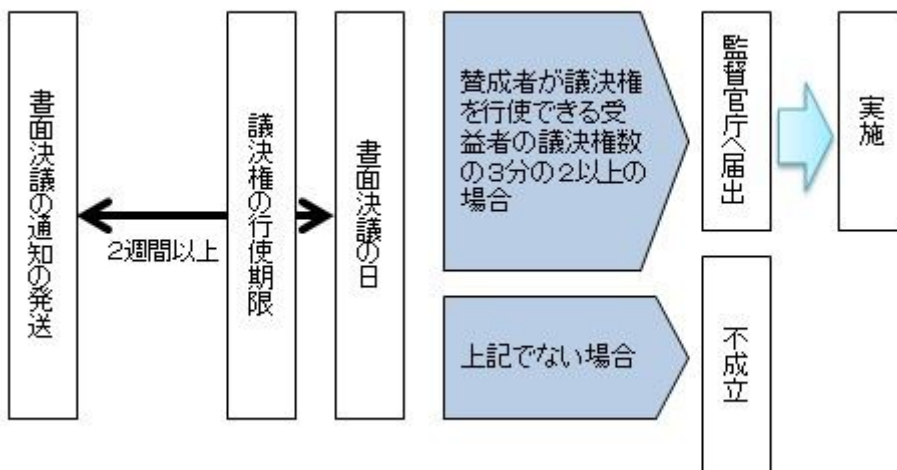 書面決議の通知の発送
2週間以上
議決権の行使期限
書面決議の日
賛成者が議決権
を行使できる受
益者の議決権数
の3分の2以上の
場合
監督官庁へ届出
実施
上記でない場合
不成立